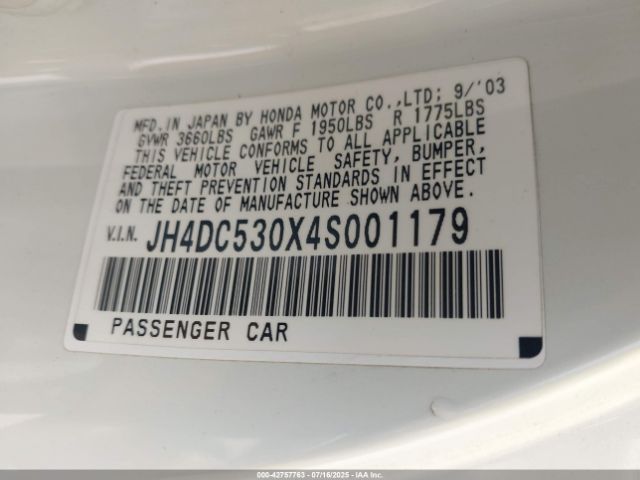 MFD. IN JAPAN BY HONDA MOTOR CO.,LTD; 9/'03
GVWR 3660LBS GAWR F 1950LBS R 1775LBS
THIS VEHICLE CONFORMS TO ALL APPLICABLE
FEDERAL MOTOR VEHICLE SAFETY, BUMPER,
AND THEFT PREVENTION STANDARDS IN EFFECT
ON THE DATE OF MANUFACTURE SHOWN ABOVE.
V.I.N. JH4DC530X4S001179
PASSENGER CAR
000-42757763 - 07/16/2025 - IAA, Inc.